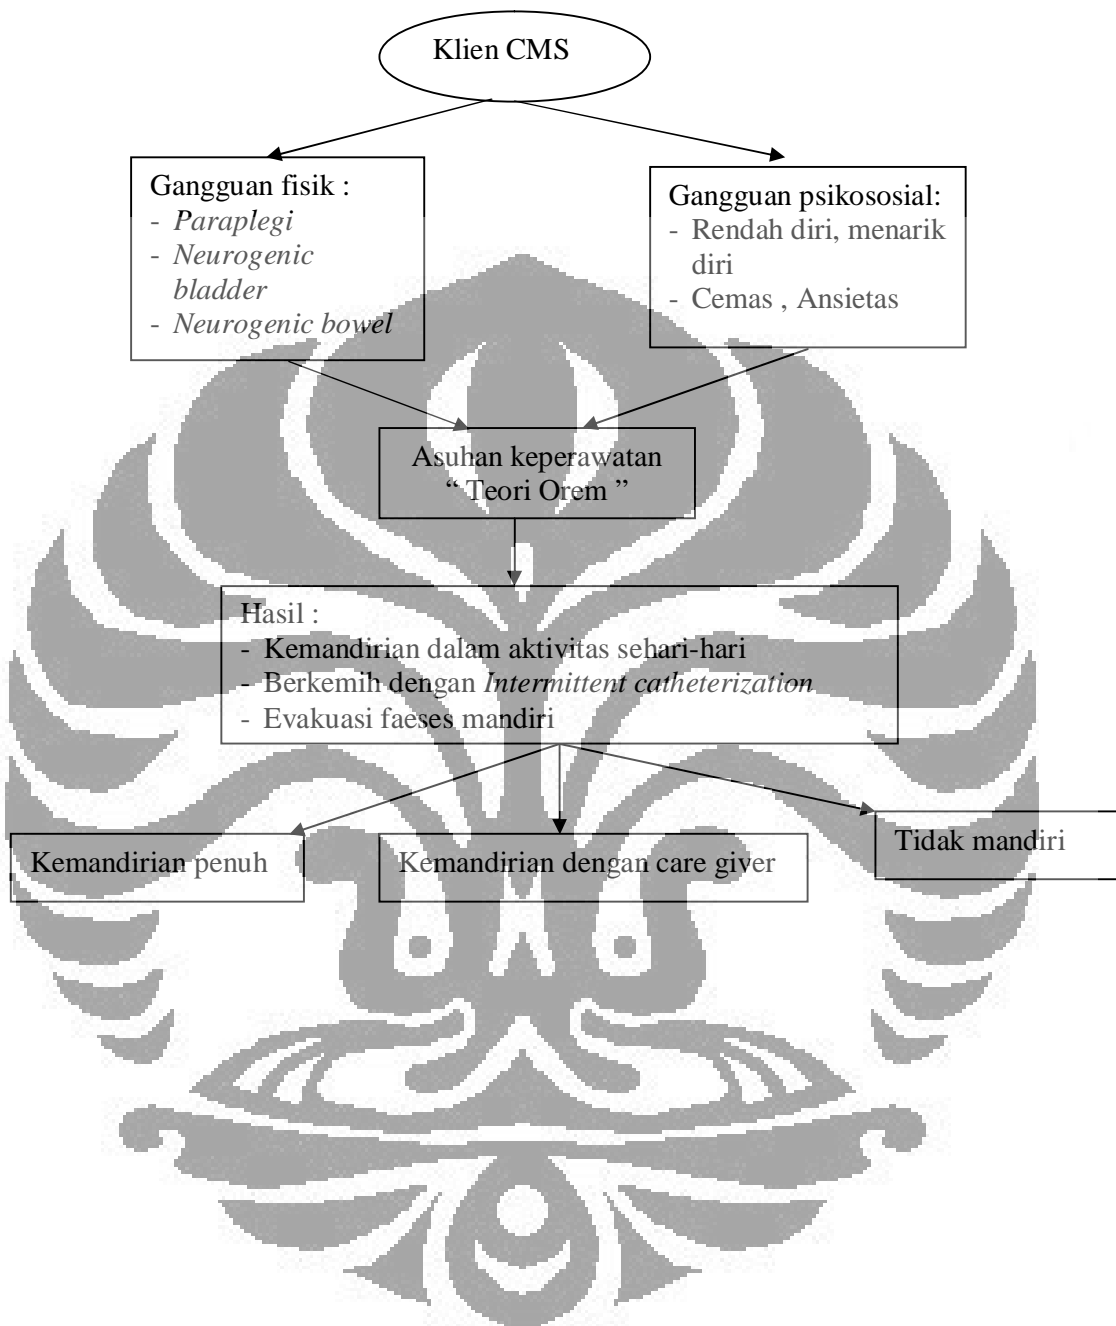 Klien CMS
Gangguan fisik :
- Paraplegi
- Neurogenic
bladder
- Neurogenic bowel
Gangguan psikososial:
- Rendah diri, menarik
diri
- Cemas , Ansietas
Asuhan keperawatan
“ Teori Orem ”
Hasil :
- Kemandirian dalam aktivitas sehari-hari
- Berkemih dengan Intermittent catheterization
- Evakuasi faeses mandiri
Kemandirian penuh
Kemandirian dengan care giver
Tidak mandiri